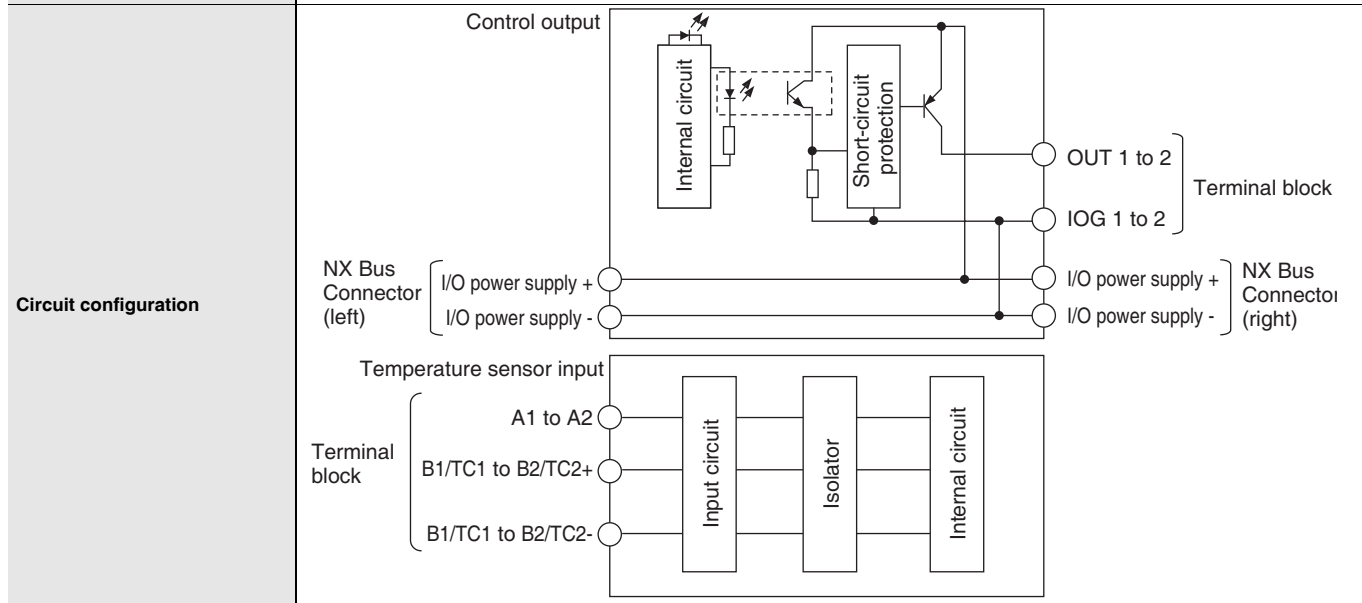 Circuit configuration
Control output
Internal circuit
Short-circuit
protection
OUT 1 to 2
IOG 1 to 2
Terminal block
NX Bus
Connector
(left)
I/O power supply +
I/O power supply -
I/O power supply +
I/O power supply -
NX Bus
Connector
(right)
Temperature sensor input
Terminal
block
A1 to A2
B1/TC1 to B2/TC2+
B1/TC1 to B2/TC2-
Input circuit
Isolator
Internal circuit